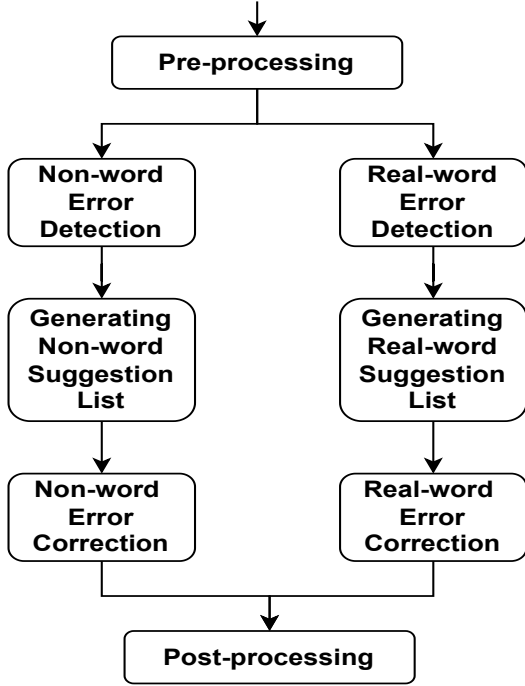 Pre-processing
Non-word
Error
Detection
Real-word
Error
Detection
Generating
Non-word
Suggestion
List
Generating
Real-word
Suggestion
List
Non-word
Error
Correction
Real-word
Error
Correction
Post-processing